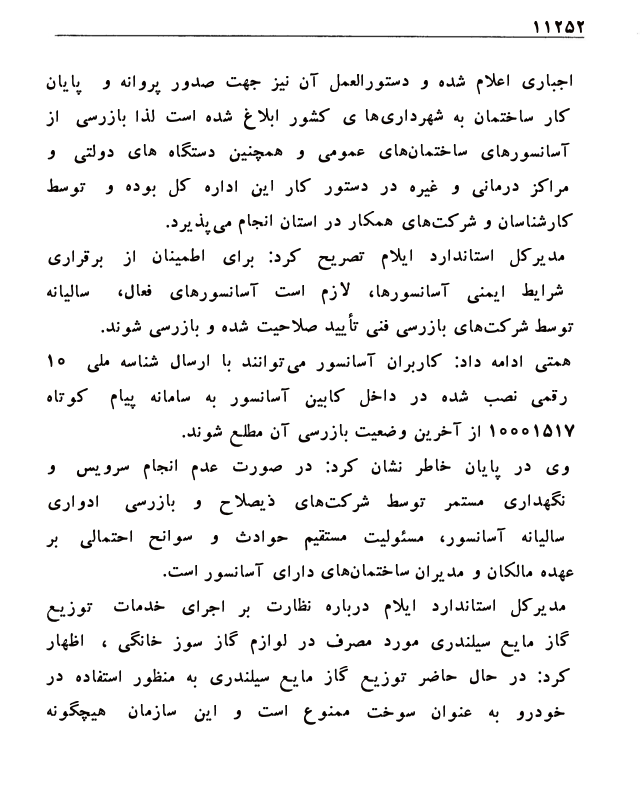 ۱۱۲۵۲
اجباری اعلام شده و دستورالعمل آن نیز جهت صدور پروانه و پایان
کار ساختمان به شهرداری‌ها ی کشور ابلاغ شده است لذا بازرسی از
آسانسورهای ساختمان‌های عمومی و همچنین دستگاه های دولتی و
مراکز درمانی و غیره در دستور کار این اداره کل بوده و توسط
کارشناسان و شرکت‌های همکار در استان انجام می‌پذیرد.
مدیرکل استاندارد ایلام تصریح کرد: برای اطمینان از برقراری
شرایط ایمنی آسانسورها، لازم است آسانسورهای فعال، سالیانه
توسط شرکت‌های بازرسی فنی تأیید صلاحیت شده و بازرسی شوند.
همتی ادامه داد: کاربران آسانسور می‌توانند با ارسال شناسه ملی ۱۰
رقمی نصب شده در داخل کابین آسانسور به سامانه پیام کوتاه
۱۰۰۰۱۵۱۷ از آخرین وضعیت بازرسی آن مطلع شوند.
وی در پایان خاطر نشان کرد: در صورت عدم انجام سرویس و
نگهداری مستمر توسط شرکت‌های ذیصلاح و بازرسی ادواری
سالیانه آسانسور، مسئولیت مستقیم حوادث و سوانح احتمالی بر
عهده مالکان و مدیران ساختمان‌های دارای آسانسور است.
مدیرکل استاندارد ایلام درباره نظارت بر اجرای خدمات توزیع
گاز مایع سیلندری مورد مصرف در لوازم گاز سوز خانگی ، اظهار
کرد: در حال حاضر توزیع گاز مایع سیلندری به منظور استفاده در
خودرو به عنوان سوخت ممنوع است و این سازمان هیچگونه